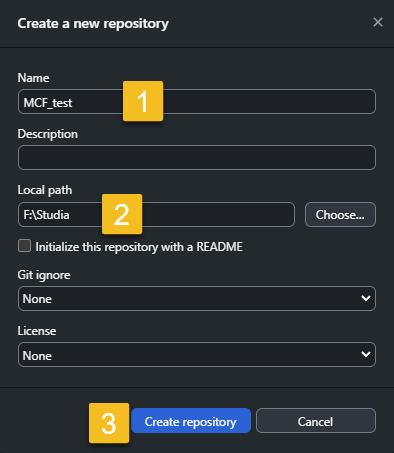 Create a new repository
Name
MCF_test
1
Description
Local path
F:\Studia
2
Choose...
Initialize this repository with a README
Git ignore
None
License
None
3
Create repository
Cancel